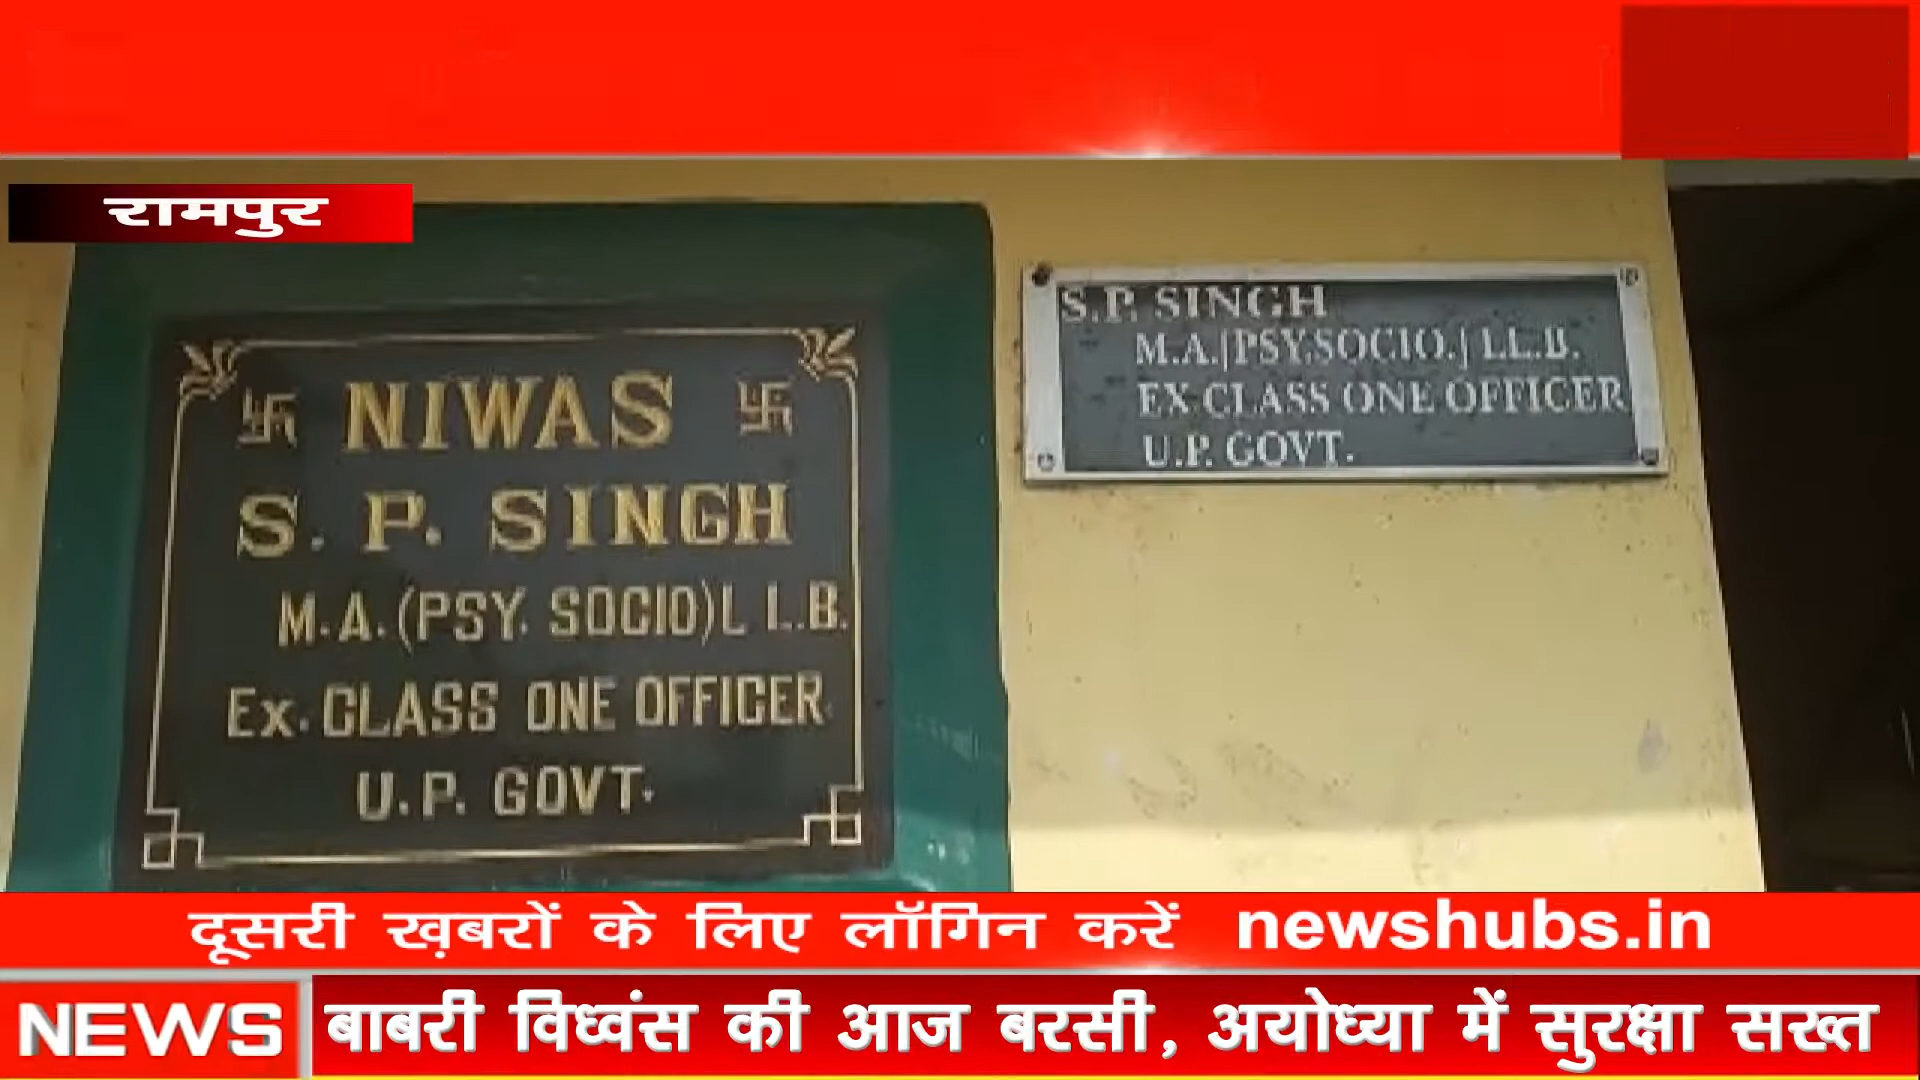 रामपुर
NIWAS
S. P. SINGH
M.A.(PSY. SOCIO)L L.B.
Ex. CLASS ONE OFFICER
U.P. GOVT.
S.P. SINGH
M.A.[PSY.SOCIO.] LL.B.
EX-CLASS ONE OFFICER
U.P. GOVT.
दूसरी ख़बरों के लिए लॉगिन करें newshubs.in
NEWS
बाबरी विध्वंस की आज बरसी, अयोध्या में सुरक्षा सख्त